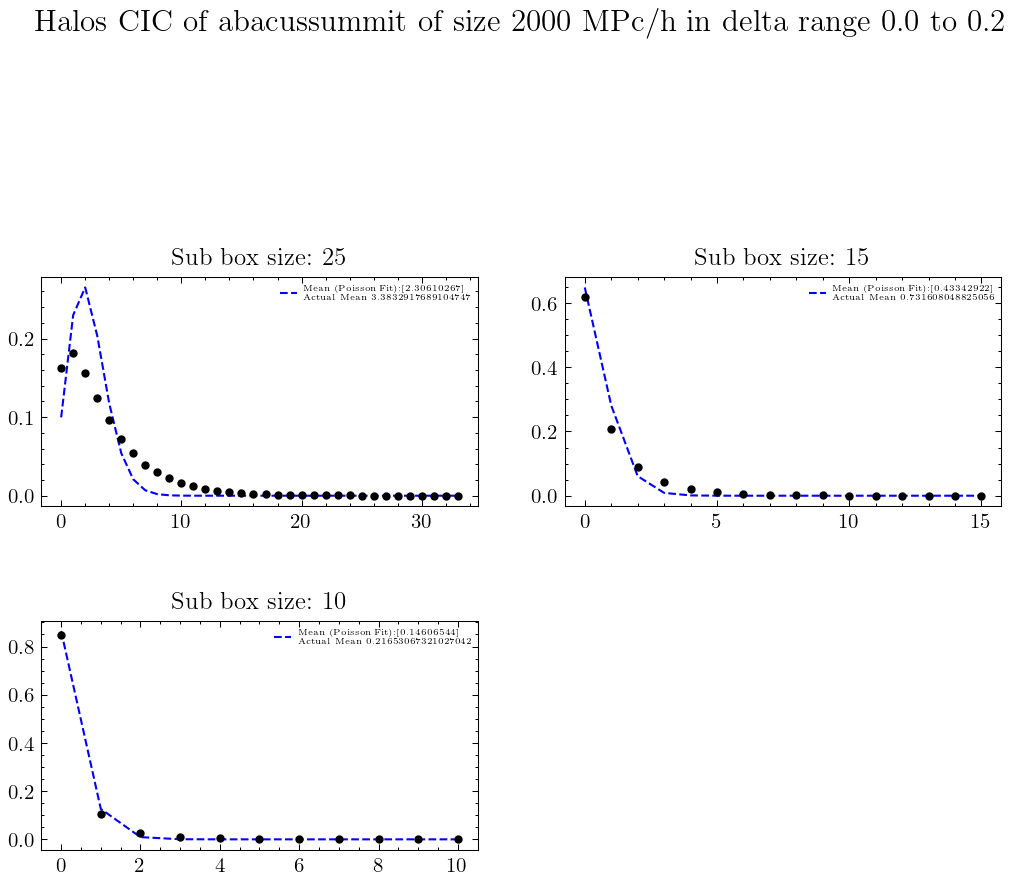 Halos CIC of abacussummit of size 2000 MPc/h in delta range 0.0 to 0.2
Sub box size: 25
Mean (Poisson Fit):[2.30610267]
Actual Mean 3.3832917689104747
0.2
0.1
0.0
0 10 20 30
Sub box size: 15
Mean (Poisson Fit):[0.43342922]
Actual Mean 0.731608048825056
0.6
0.4
0.2
0.0
0 5 10 15
Sub box size: 10
Mean (Poisson Fit):[0.14606544]
Actual Mean 0.21653067321027042
0.8
0.6
0.4
0.2
0.0
0 2 4 6 8 10